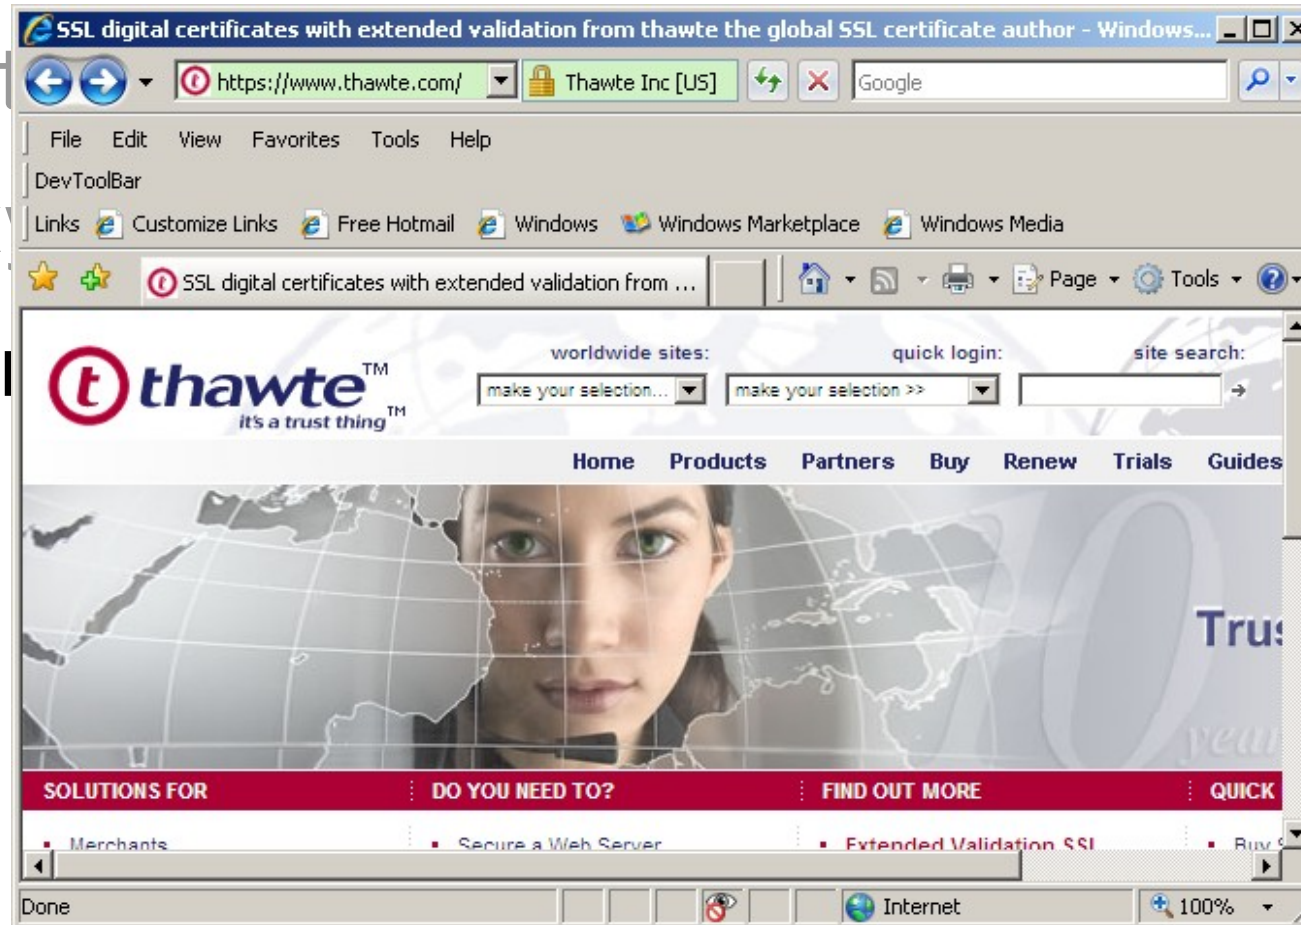 SSL digital certificates with extended validation from thawte the global SSL certificate author - Windows...
https://www.thawte.com/ Thawte Inc [US] Google
File Edit View Favorites Tools Help
DevToolBar
Links Customize Links Free Hotmail Windows Windows Marketplace Windows Media
SSL digital certificates with extended validation from ... Page Tools
worldwide sites: quick login: site search:
make your selection... make your selection >>
thawte™
it's a trust thing™
Home Products Partners Buy Renew Trials Guides
10
years
SOLUTIONS FOR DO YOU NEED TO? FIND OUT MORE QUICK
Merchants Secure a Web Server Extended Validation SSL Buy
Done Internet 100%